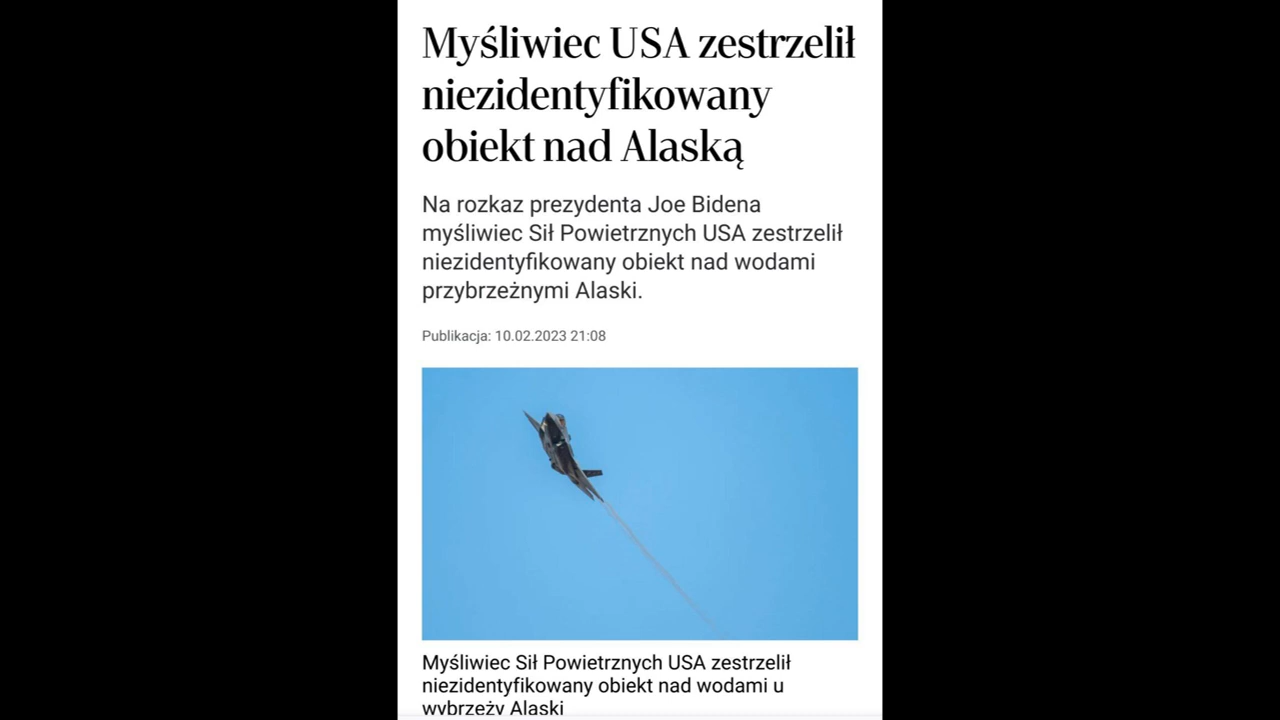 Myśliwiec USA zestrzelił
niezidentyfikowany
obiekt nad Alaską
Na rozkaz prezydenta Joe Bidena
myśliwiec Sił Powietrznych USA zestrzelił
niezidentyfikowany obiekt nad wodami
przybrzeżnymi Alaski.
Publikacja: 10.02.2023 21:08
Myśliwiec Sił Powietrznych USA zestrzelił
niezidentyfikowany obiekt nad wodami u
wybrzeży Alaski